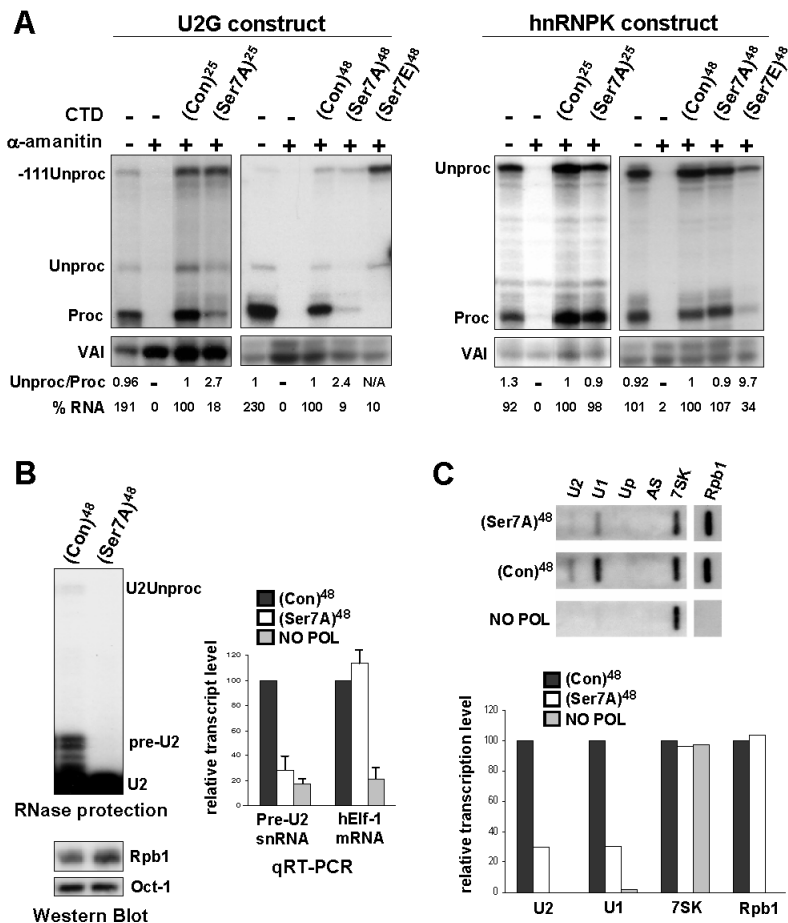 A
U2G construct
hnRNPK construct
CTD - - (Con)25 (Ser7A)25 - - (Con)48 (Ser7A)48 (Ser7E)48 - - (Con)25 (Ser7A)25 - - (Con)48 (Ser7A)48 (Ser7E)48
α-amanitin - + + + - + + + + - + + + - + + + +
-111Unproc
Unproc
Proc
VAI
Unproc
Proc
VAI
Unproc/Proc 0.96 - 1 2.7 1 - 1 2.4 N/A 1.3 - 1 0.9 0.92 - 1 0.9 9.7
% RNA 191 0 100 18 230 0 100 9 10 92 0 100 98 101 2 100 107 34
B
(Con)48 (Ser7A)48
U2Unproc
pre-U2
U2
RNase protection
Rpb1
Oct-1
Western Blot
(Con)48
(Ser7A)48
NO POL
relative transcript level
120
100
80
60
40
20
0
Pre-U2 snRNA
hElf-1 mRNA
qRT-PCR
C
U2 U1 Up AS 7SK Rpb1
(Ser7A)48
(Con)48
NO POL
(Con)48
(Ser7A)48
NO POL
relative transcription level
120
100
80
60
40
20
0
U2 U1 7SK Rpb1